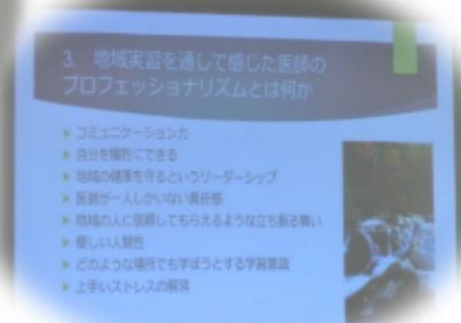 3. 地域実習を通して感じた医師の
プロフェッショナリズムとは何か
コミュニケーション力
自分を犠牲にできる
地域の健康を守るというリーダーシップ
医師が一人しかいない責任感
地域の人に信頼してもらえるような立ち振る舞い
優しい人間性
どのような場所でも学ぼうとする学習意識
上手いストレスの解消